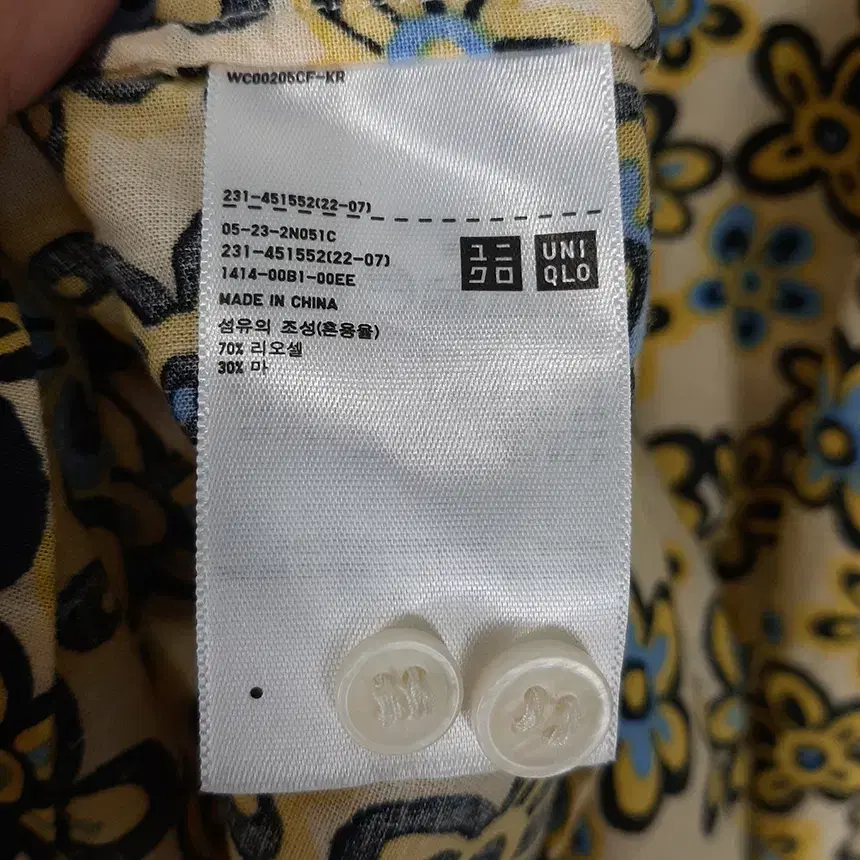 WC00205CF-KR
231-451552(22-07)
05-23-2N051C
231-451552(22-07)
1414-00B1-00EE
MADE IN CHINA
섬유의 조성(혼용율)
70% 리오셀
30% 마
ユニ
クロ
UNI
QLO